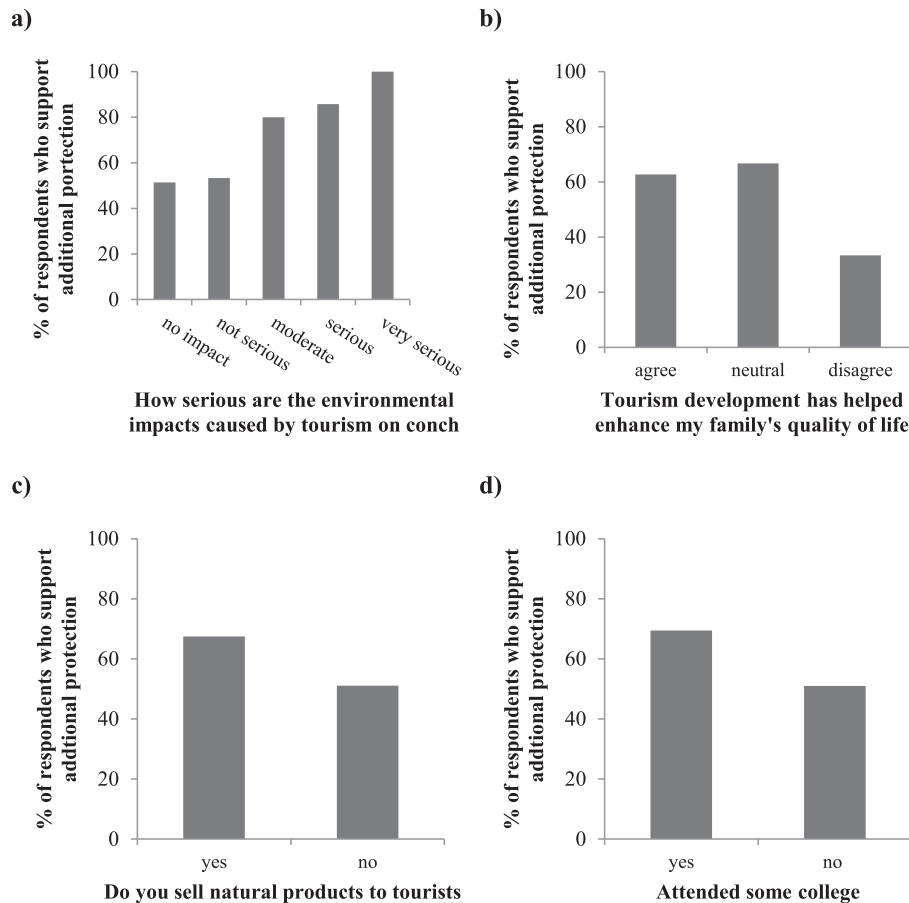 a)
% of respondents who support
additional portection
100
80
60
40
20
0
no impact
not serious
moderate
serious
very serious
How serious are the environmental
impacts caused by tourism on conch
b)
% of respondents who support
additional portection
100
80
60
40
20
0
agree neutral disagree
Tourism development has helped
enhance my family's quality of life
c)
% of respondents who support
addtional protection
100
80
60
40
20
0
yes no
Do you sell natural products to tourists
d)
% of respondents who support
addtional protection
100
80
60
40
20
0
yes no
Attended some college